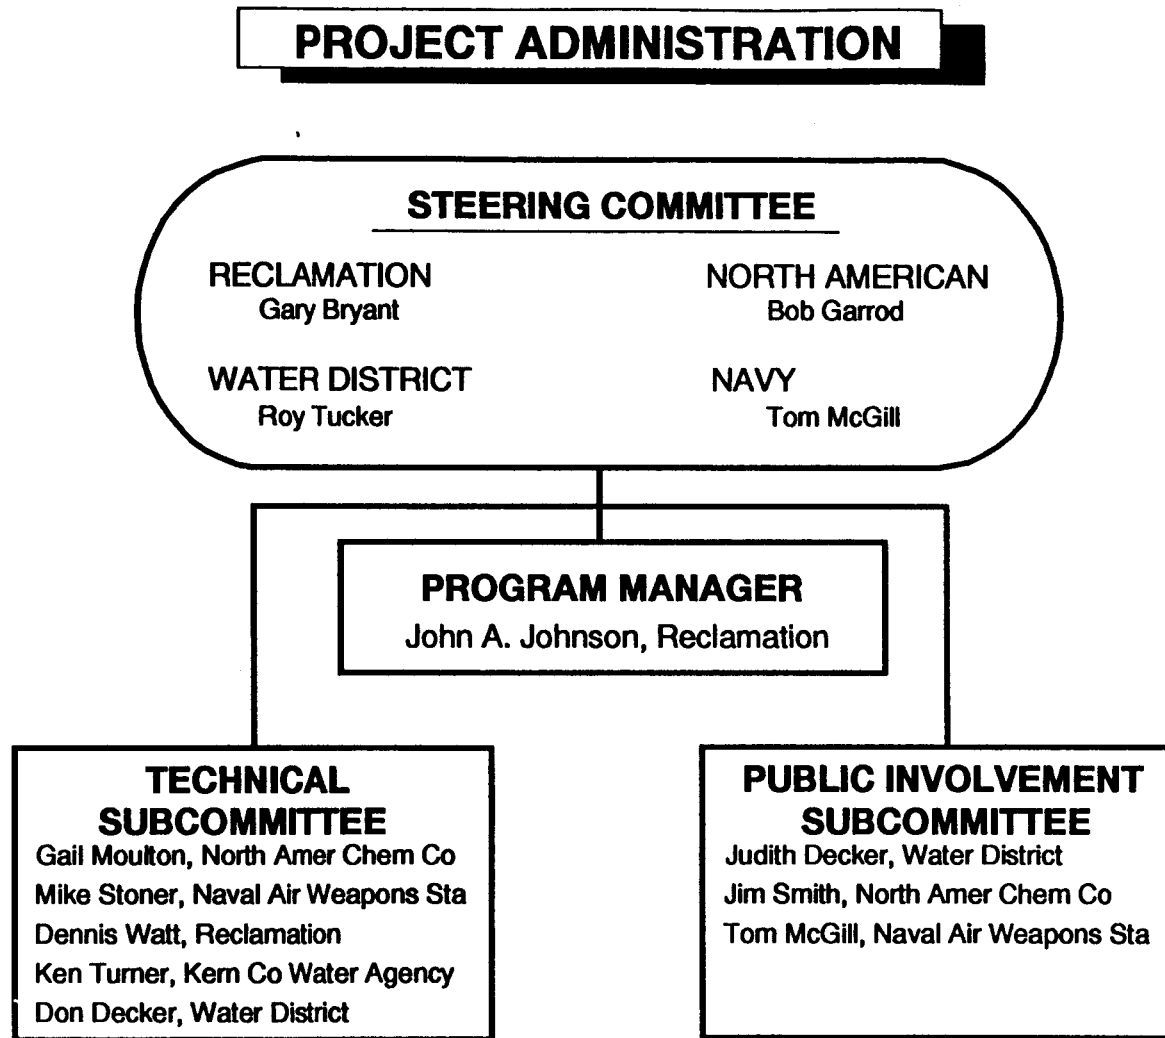 PROJECT ADMINISTRATION
STEERING COMMITTEE
RECLAMATION
Gary Bryant
NORTH AMERICAN
Bob Garrod
WATER DISTRICT
Roy Tucker
NAVY
Tom McGill
PROGRAM MANAGER
John A. Johnson, Reclamation
TECHNICAL
SUBCOMMITTEE
Gail Moulton, North Amer Chem Co
Mike Stoner, Naval Air Weapons Sta
Dennis Watt, Reclamation
Ken Turner, Kern Co Water Agency
Don Decker, Water District
PUBLIC INVOLVEMENT
SUBCOMMITTEE
Judith Decker, Water District
Jim Smith, North Amer Chem Co
Tom McGill, Naval Air Weapons Sta